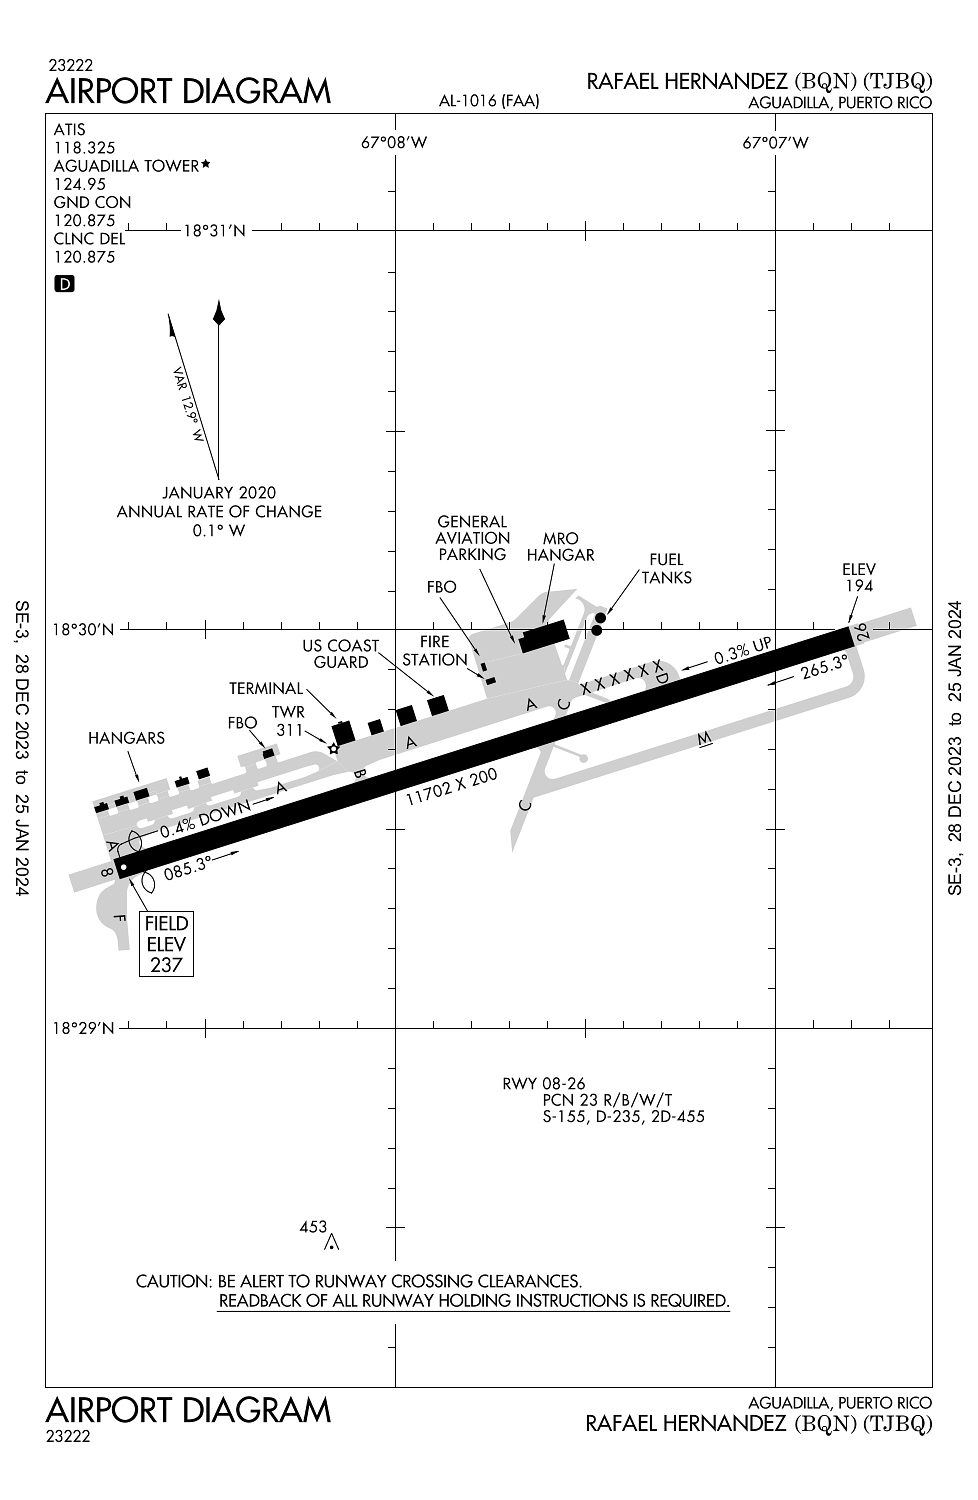 23222
AIRPORT DIAGRAM
AL-1016 (FAA)
RAFAEL HERNANDEZ (BQN) (TJBQ)
AGUADILLA, PUERTO RICO
ATIS
118.325
AGUADILLA TOWER★
124.95
GND CON
120.875
CLNC DEL
120.875
D
67°08'W
67°07'W
18°31'N
VAR 12.9° W
JANUARY 2020
ANNUAL RATE OF CHANGE
0.1° W
GENERAL
AVIATION
PARKING
MRO
HANGAR
FUEL
TANKS
ELEV
194
FBO
18°30'N
US COAST
GUARD
FIRE
STATION
0.3% UP
26
265.3°
TERMINAL
TWR
311
FBO
HANGARS
X X X X X X X
D
A
C
A
B
A
M
C
11702 X 200
0.4% DOWN
085.3°
A
8
F
FIELD
ELEV
237
18°29'N
RWY 08-26
PCN 23 R/B/W/T
S-155, D-235, 2D-455
453
CAUTION: BE ALERT TO RUNWAY CROSSING CLEARANCES.
READBACK OF ALL RUNWAY HOLDING INSTRUCTIONS IS REQUIRED.
SE-3, 28 DEC 2023 to 25 JAN 2024
SE-3, 28 DEC 2023 to 25 JAN 2024
AIRPORT DIAGRAM
23222
AGUADILLA, PUERTO RICO
RAFAEL HERNANDEZ (BQN) (TJBQ)